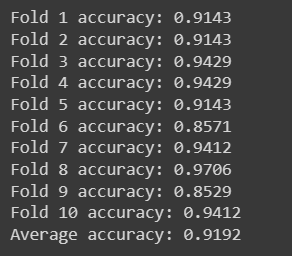 Fold 1 accuracy: 0.9143
Fold 2 accuracy: 0.9143
Fold 3 accuracy: 0.9429
Fold 4 accuracy: 0.9429
Fold 5 accuracy: 0.9143
Fold 6 accuracy: 0.8571
Fold 7 accuracy: 0.9412
Fold 8 accuracy: 0.9706
Fold 9 accuracy: 0.8529
Fold 10 accuracy: 0.9412
Average accuracy: 0.9192